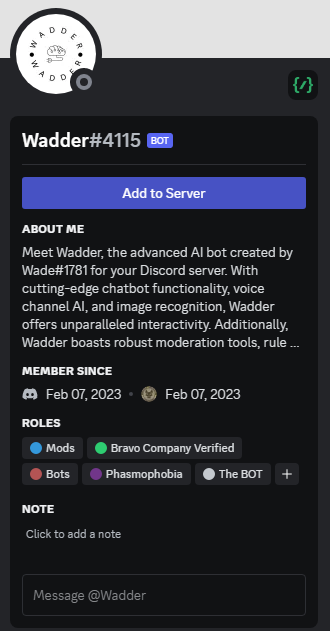 WADDER
WADDER
Wadder#4115 BOT
Add to Server
ABOUT ME
Meet Wadder, the advanced AI bot created by
Wade#1781 for your Discord server. With
cutting-edge chatbot functionality, voice
channel AI, and image recognition, Wadder
offers unparalleled interactivity. Additionally,
Wadder boasts robust moderation tools, rule ...
MEMBER SINCE
Feb 07, 2023 • Feb 07, 2023
ROLES
Mods Bravo Company Verified
Bots Phasmophobia The BOT +
NOTE
Click to add a note
Message @Wadder